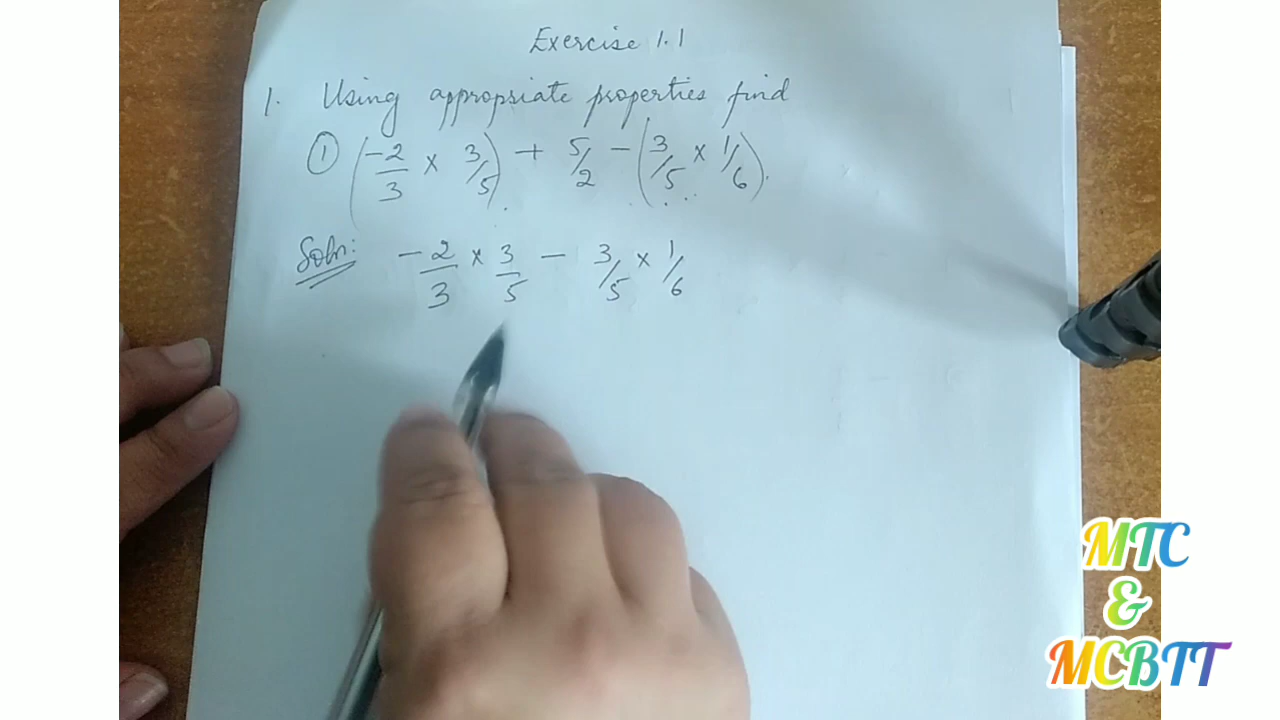 Exercise 1.1
1. Using appropriate properties find
① (-2/3 × 3/5) + 5/2 - (3/5 × 1/6).
Soln: -2/3 × 3/5 - 3/5 × 1/6
MTC
&
MCBTT